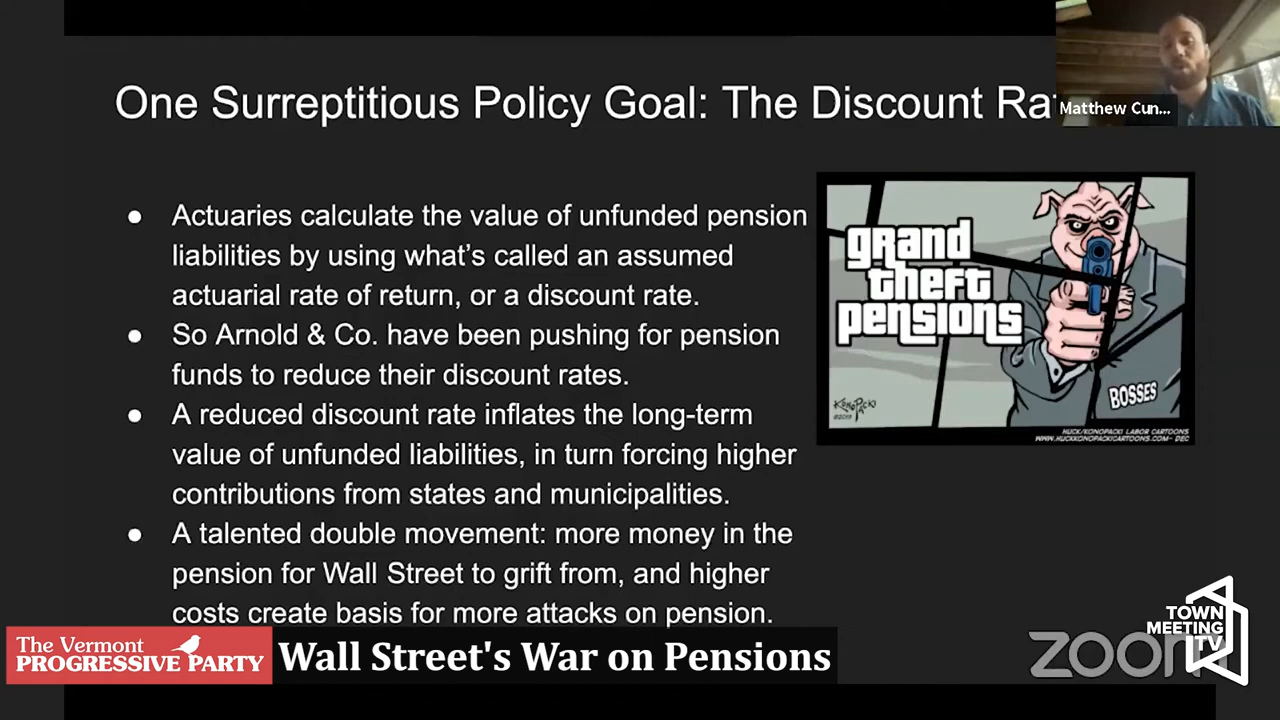 One Surreptitious Policy Goal: The Discount Ra
Matthew Cun...
● Actuaries calculate the value of unfunded pension
liabilities by using what's called an assumed
actuarial rate of return, or a discount rate.
● So Arnold & Co. have been pushing for pension
funds to reduce their discount rates.
● A reduced discount rate inflates the long-term
value of unfunded liabilities, in turn forcing higher
contributions from states and municipalities.
● A talented double movement: more money in the
pension for Wall Street to grift from, and higher
costs create basis for more attacks on pension.
grand
theft
pensions
BOSSES
KONOPACKI
©2013
HUCK/KONOPACKI LABOR CARTOONS
WWW.HUCKKONOPACKICARTOONS.COM- DEC
The Vermont
PROGRESSIVE PARTY
Wall Street's War on Pensions
zoom
TOWN
MEETING
TV